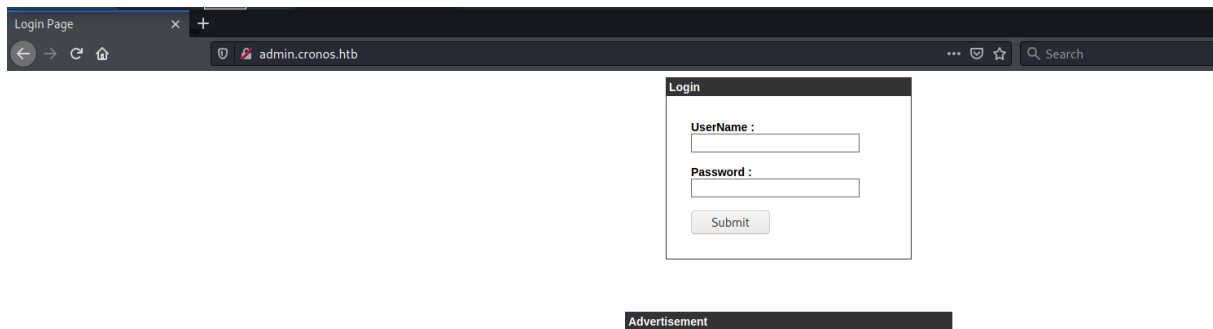 Login Page
admin.cronos.htb
Search
Login
UserName :
Password :
Submit
Advertisement